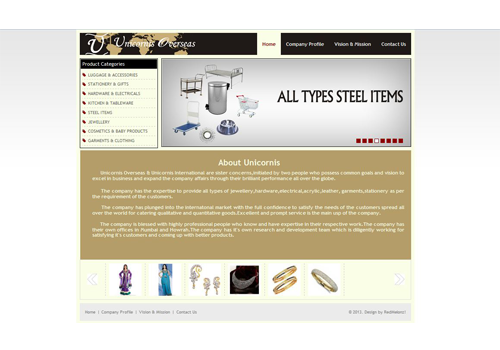 Unicornis Overseas
Home Company Profile Vision & Mission Contact Us
Product Categories
LUGGAGE & ACCESSORIES
STATIONERY & GIFTS
HARDWARE & ELECTRICALS
KITCHEN & TABLEWARE
STEEL ITEMS
JEWELLERY
COSMETICS & BABY PRODUCTS
GARMENTS & CLOTHING
ALL TYPES STEEL ITEMS
About Unicornis
Unicornis Overseas & Unicornis International are sister concerns,initiated by two people who possess common goals and vision to
excel in business and expand the company affairs through their brilliant performance all over the globe.
The company has the expertise to provide all types of jewellery,hardware,electrical,acrylic,leather, garments,stationery as per
the requirement of the customers.
The company has plunged into the international market with the full confidence to satisfy the needs of the customers spread all
over the world for catering qualitative and quantitative goods.Excellent and prompt service is the main usp of the company.
The company is blessed with highly professional people who know and have expertise in their respective work.The company has
their own offices in Mumbai and Howrah.The company has it's own research and development team which is diligently working for
satisfying it's customers and coming up with better products.
Home | Company Profile | Vision & Mission | Contact Us
© 2013. Design by